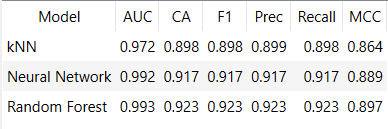 Model AUC CA F1 Prec Recall MCC
kNN 0.972 0.898 0.898 0.899 0.898 0.864
Neural Network 0.992 0.917 0.917 0.917 0.917 0.889
Random Forest 0.993 0.923 0.923 0.923 0.923 0.897